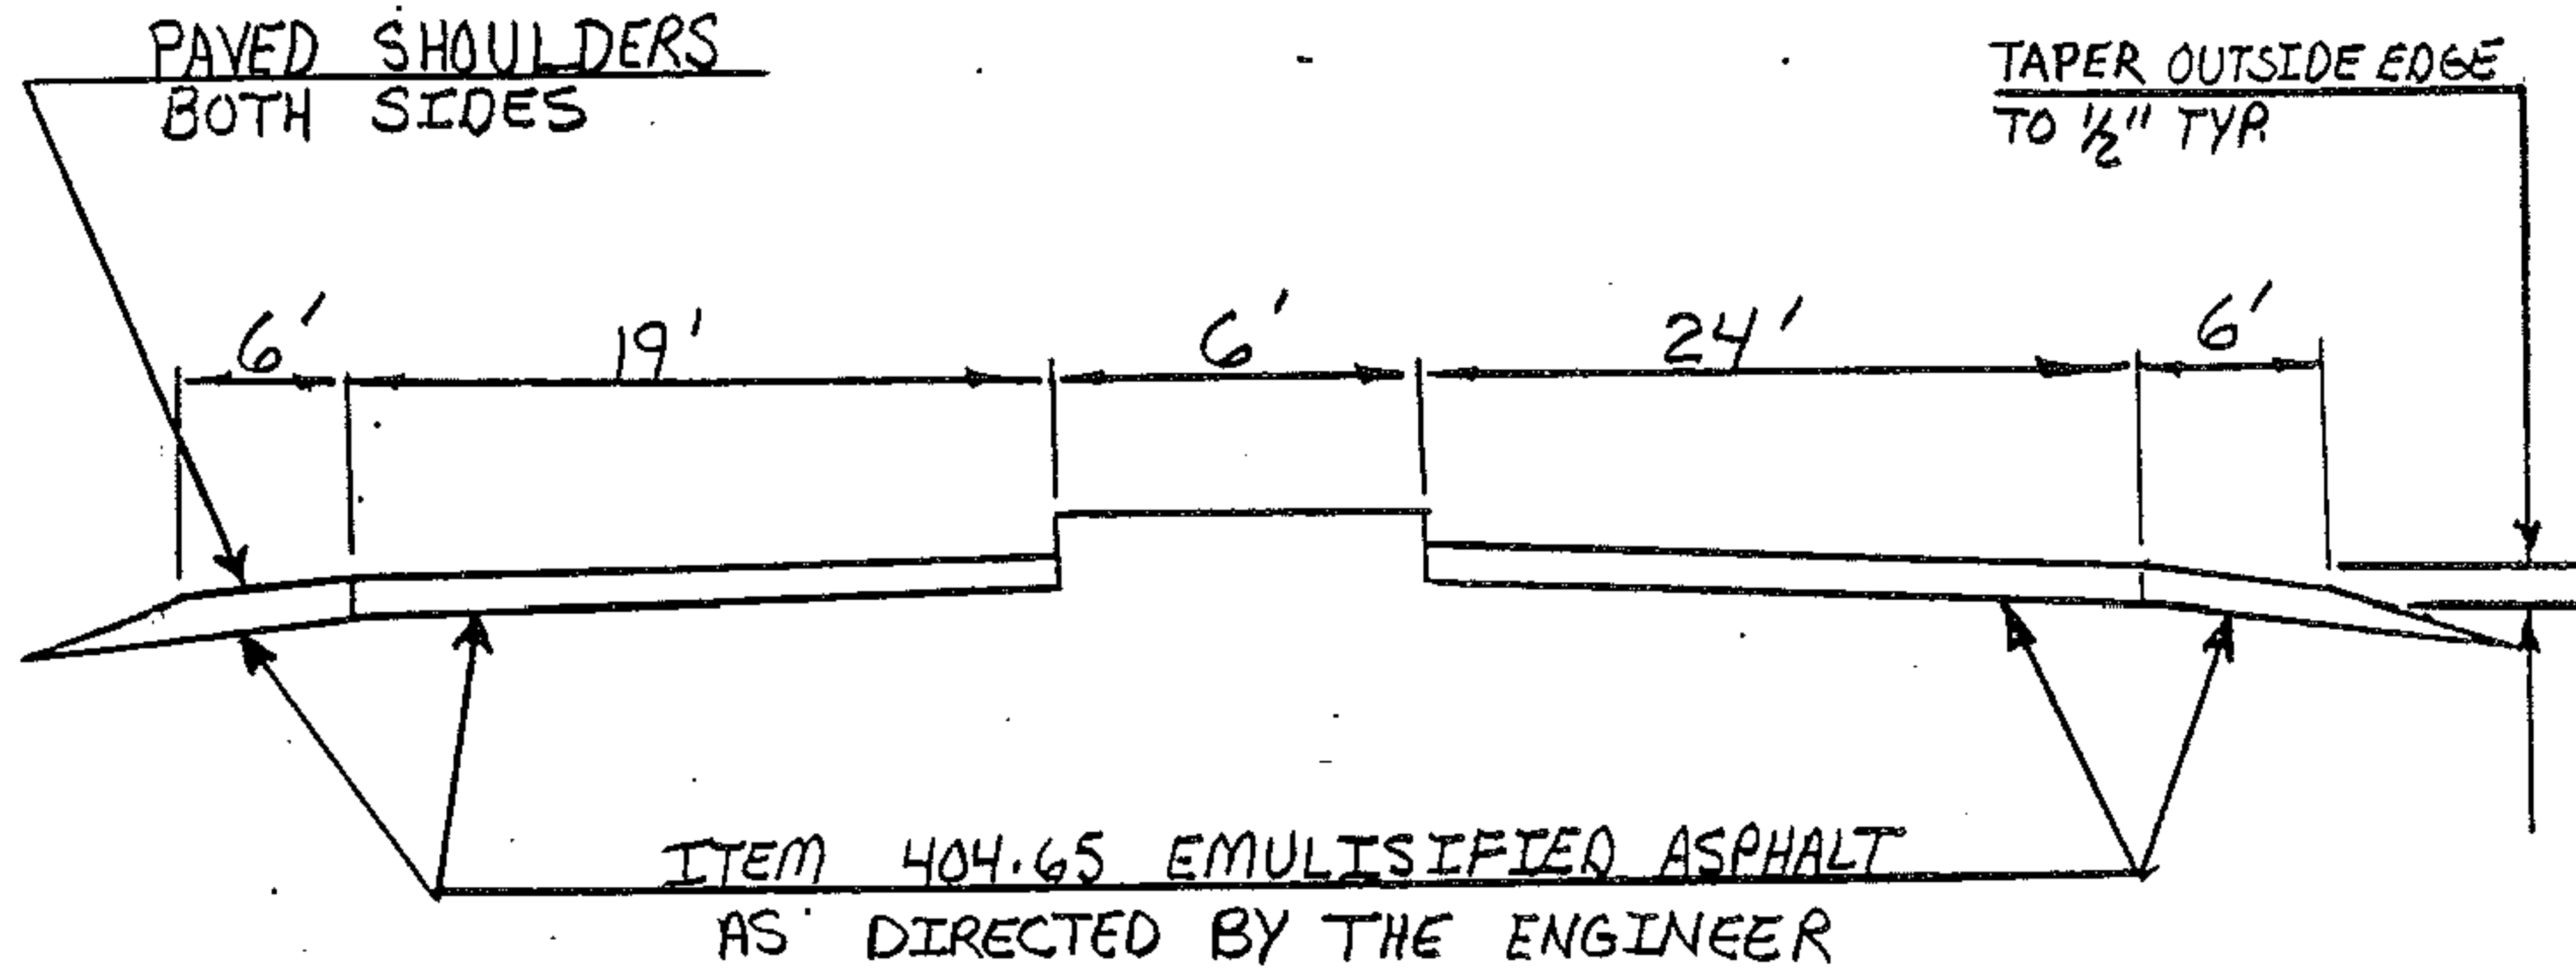 PAVED SHOULDERS
BOTH SIDES
TAPER OUTSIDE EDGE
TO 1/2" TYP.
6' 19' 6' 24' 6'
ITEM 404.65 EMULISIFIED ASPHALT
AS DIRECTED BY THE ENGINEER